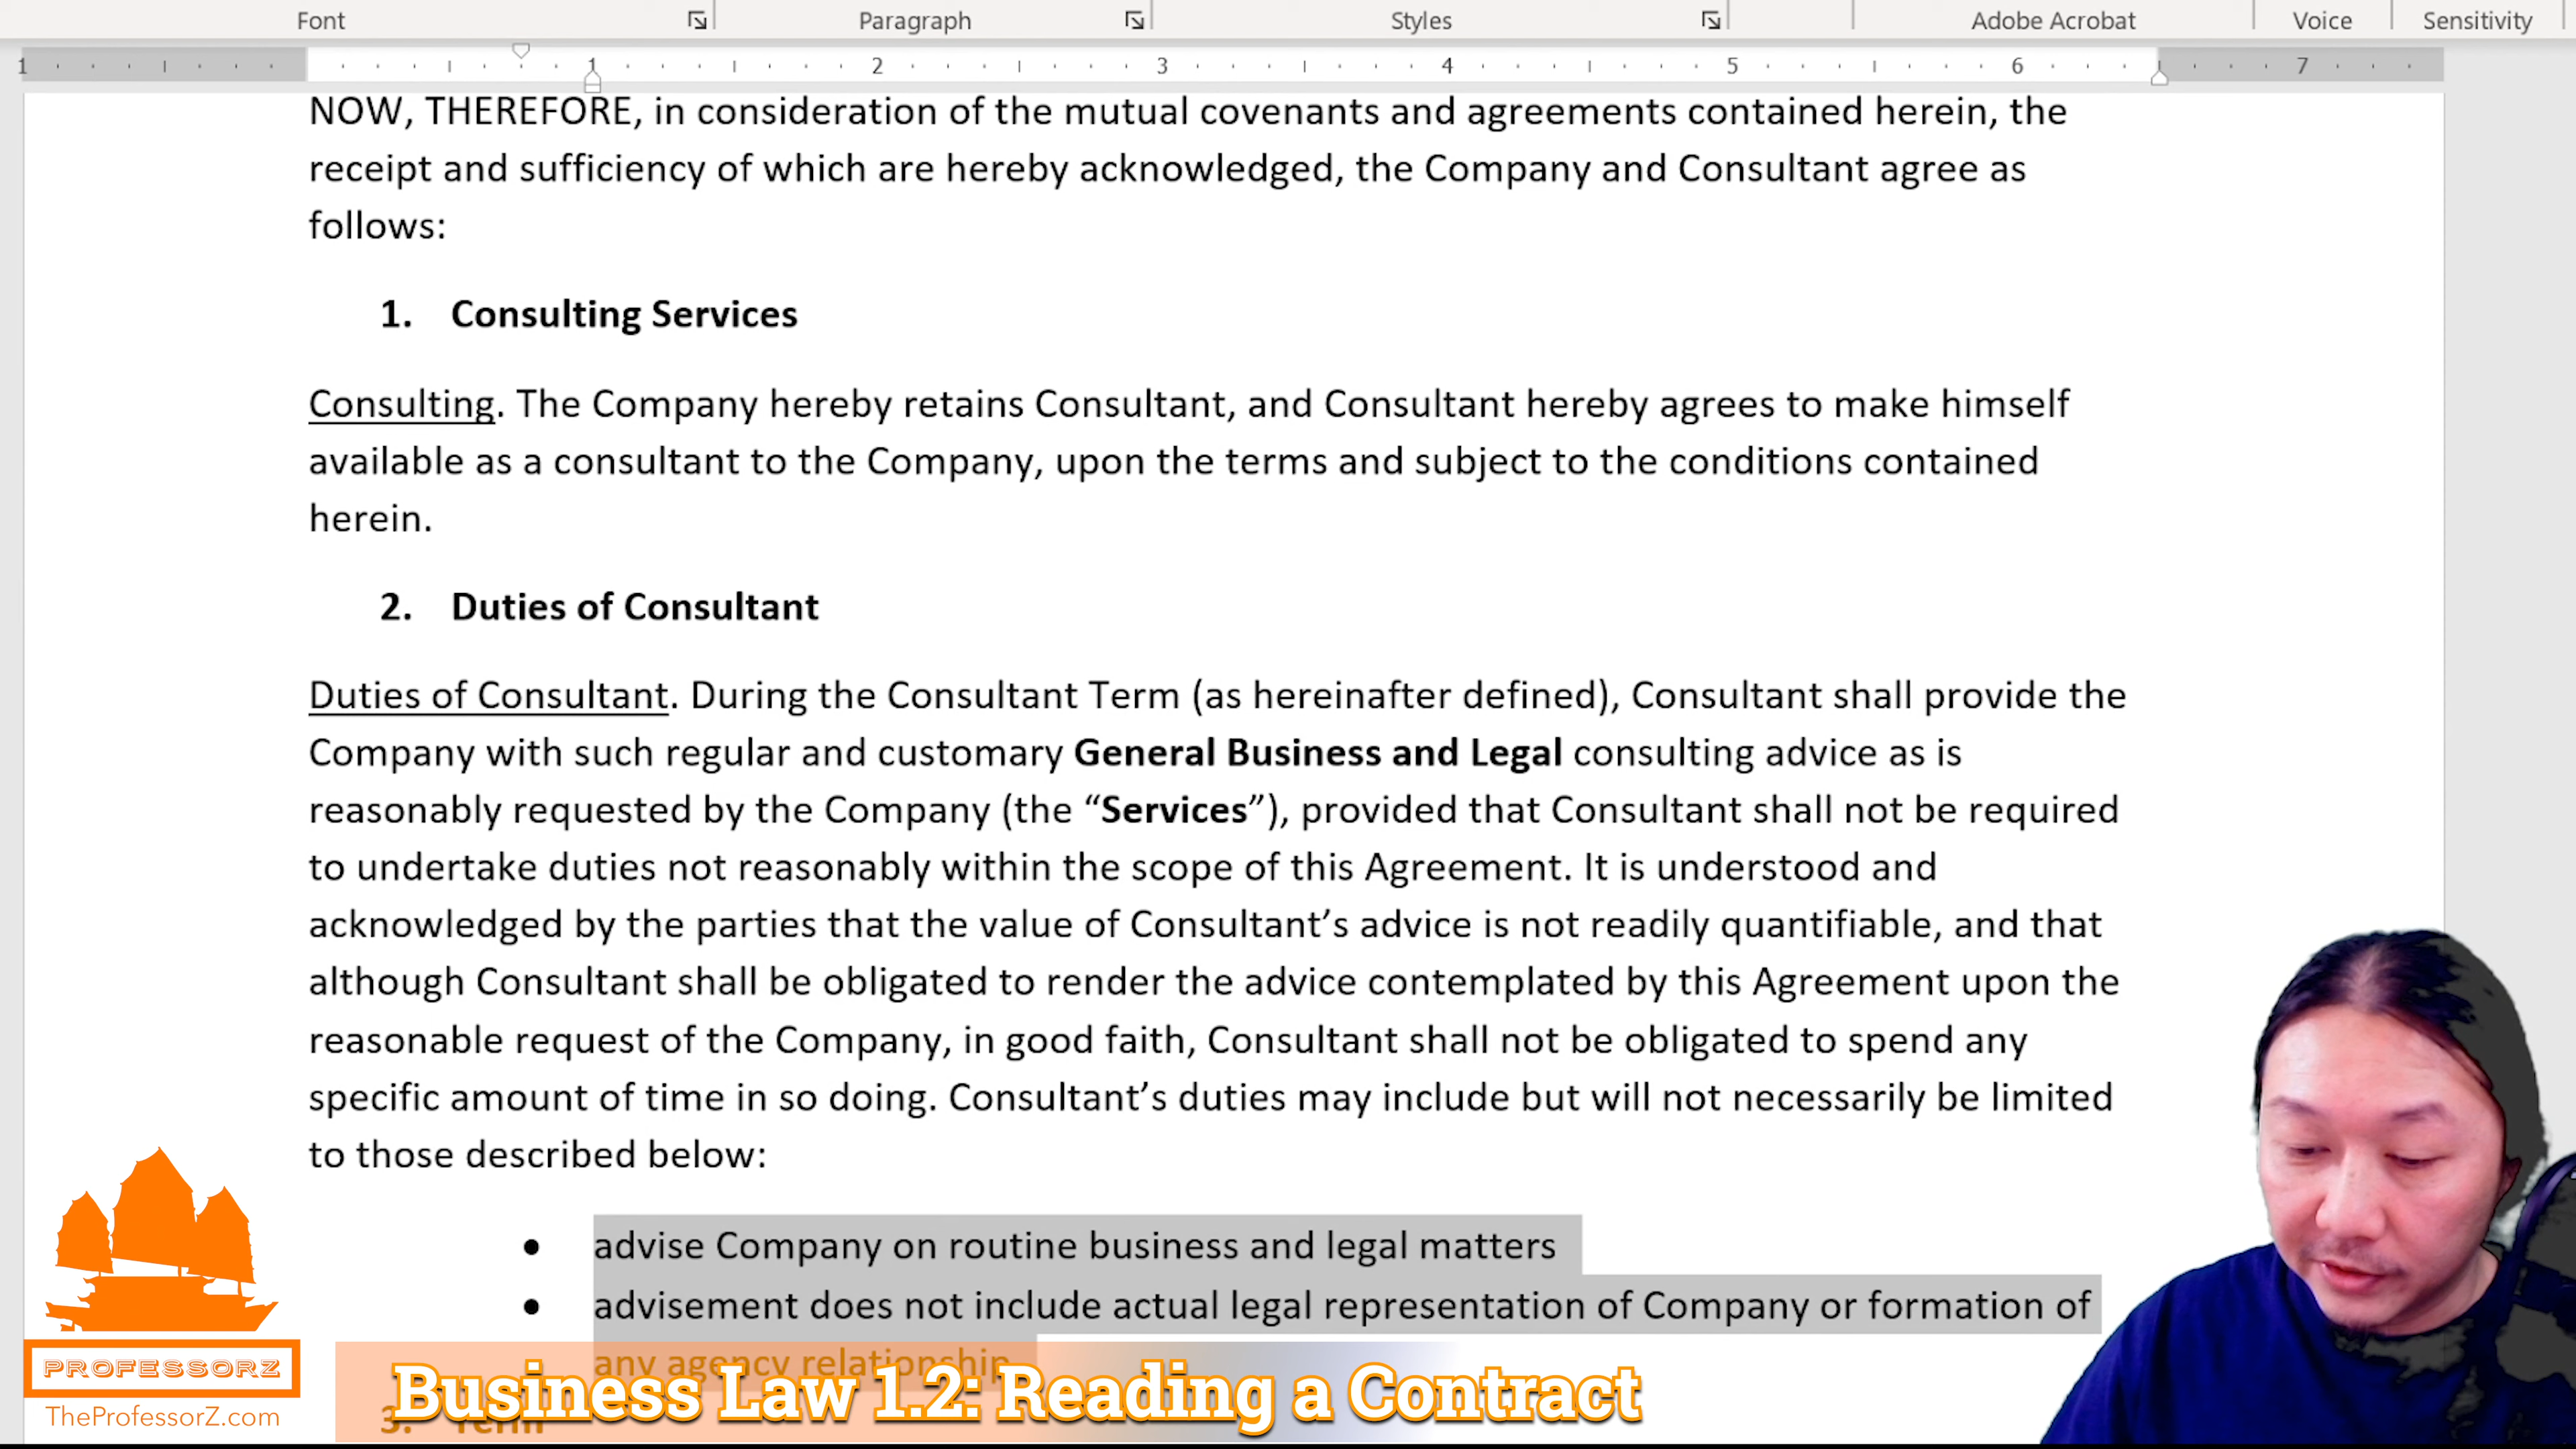 Font Paragraph Styles Adobe Acrobat Voice Sensitivity
1 1 2 3 4 5 6 7
NOW, THEREFORE, in consideration of the mutual covenants and agreements contained herein, the
receipt and sufficiency of which are hereby acknowledged, the Company and Consultant agree as
follows:
1. Consulting Services
Consulting. The Company hereby retains Consultant, and Consultant hereby agrees to make himself
available as a consultant to the Company, upon the terms and subject to the conditions contained
herein.
2. Duties of Consultant
Duties of Consultant. During the Consultant Term (as hereinafter defined), Consultant shall provide the
Company with such regular and customary General Business and Legal consulting advice as is
reasonably requested by the Company (the “Services”), provided that Consultant shall not be required
to undertake duties not reasonably within the scope of this Agreement. It is understood and
acknowledged by the parties that the value of Consultant’s advice is not readily quantifiable, and that
although Consultant shall be obligated to render the advice contemplated by this Agreement upon the
reasonable request of the Company, in good faith, Consultant shall not be obligated to spend any
specific amount of time in so doing. Consultant’s duties may include but will not necessarily be limited
to those described below:
• advise Company on routine business and legal matters
• advisement does not include actual legal representation of Company or formation of
any agency relationship
3. Term
Business Law 1.2: Reading a Contract
PROFESSORZ
TheProfessorZ.com